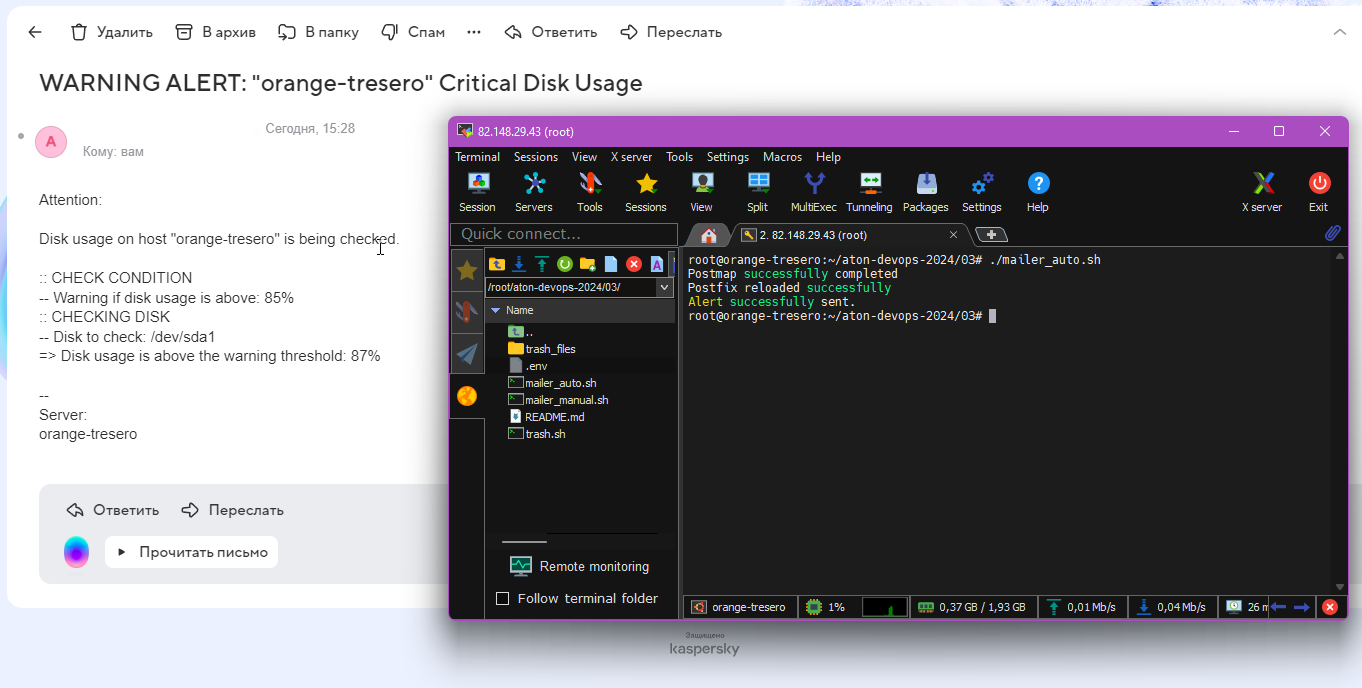 Удалить
В архив
В папку
Спам
Ответить
Переслать
WARNING ALERT: "orange-tresero" Critical Disk Usage
Сегодня, 15:28
A
Кому: вам
Attention:
Disk usage on host "orange-tresero" is being checked.
:: CHECK CONDITION
-- Warning if disk usage is above: 85%
:: CHECKING DISK
-- Disk to check: /dev/sda1
=> Disk usage is above the warning threshold: 87%
--
Server:
orange-tresero
Ответить
Переслать
Прочитать письмо
82.148.29.43 (root)
Terminal Sessions View X server Tools Settings Macros Help
Session Servers Tools Sessions View Split MultiExec Tunneling Packages Settings Help X server Exit
Quick connect...
2. 82.148.29.43 (root)
/root/aton-devops-2024/03/
Name
..
trash_files
.env
mailer_auto.sh
mailer_manual.sh
README.md
trash.sh
Remote monitoring
Follow terminal folder
root@orange-tresero:~/aton-devops-2024/03# ./mailer_auto.sh
Postmap successfully completed
Postfix reloaded successfully
Alert successfully sent.
root@orange-tresero:~/aton-devops-2024/03#
orange-tresero 1% 0,37 GB / 1,93 GB 0,01 Mb/s 0,04 Mb/s 26 m
Защищено
kaspersky